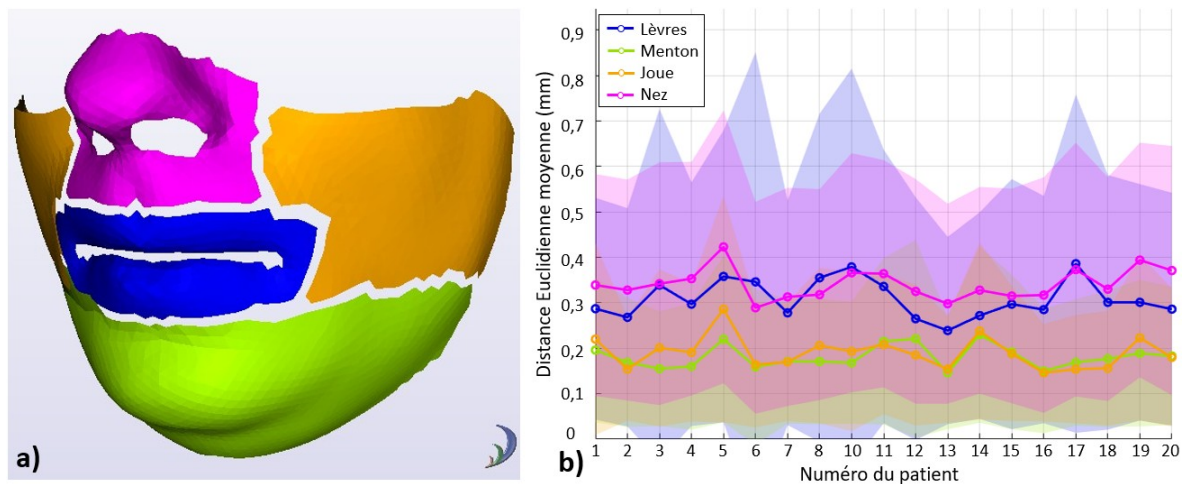 a)
b)
Distance Euclidienne moyenne (mm)
0,9
0,8
0,7
0,6
0,5
0,4
0,3
0,2
0,1
0
Lèvres
Menton
Joue
Nez
1 2 3 4 5 6 7 8 9 10 11 12 13 14 15 16 17 18 19 20
Numéro du patient